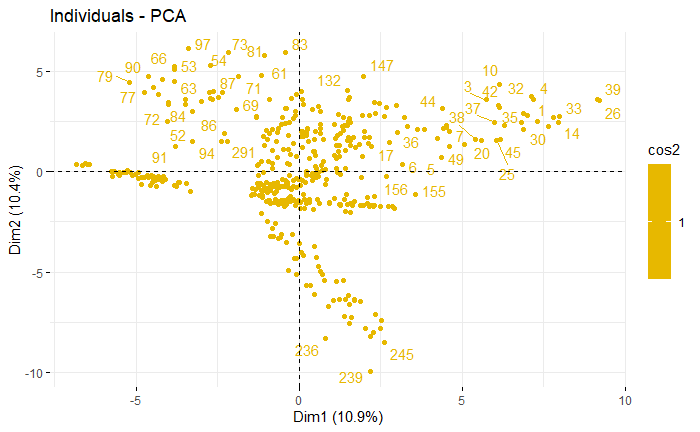 Individuals - PCA
97 73 81 83
66 54
90 53 61 147
79 87 71 132 10
77 3 42 32 4 39
84 69 44 37 1 33 26
72 86 38 35 14
52 291 17 36 7 30
91 94 6 5 49 20 45
25
156 155
236 245
239
5
0
-5
-10
-5 0 5 10
Dim1 (10.9%)
Dim2 (10.4%)
cos2
1